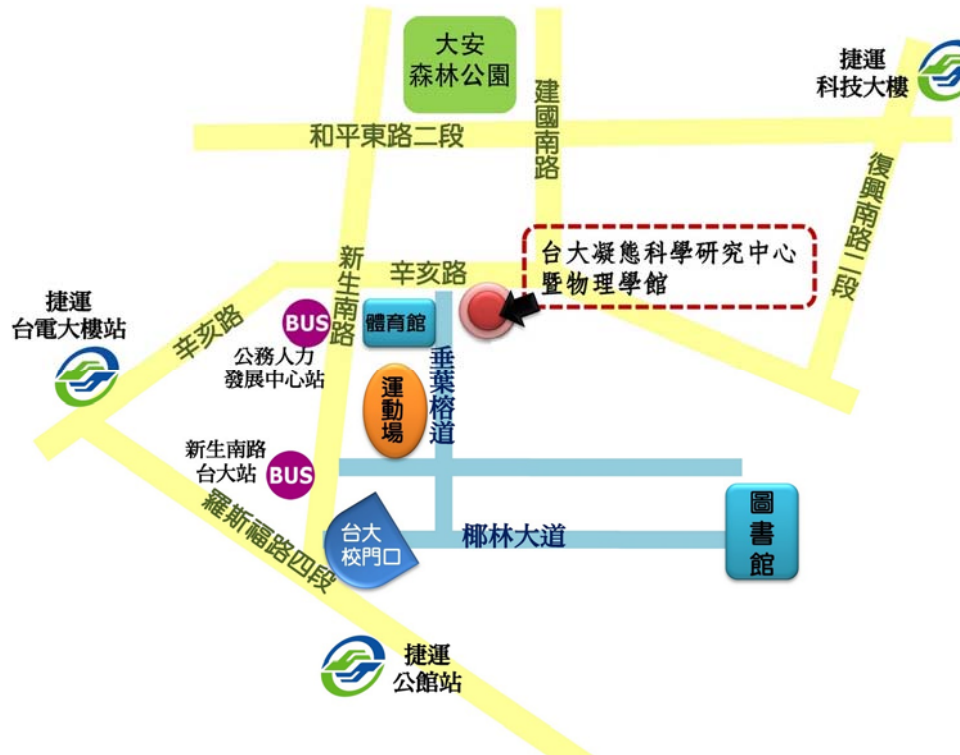 大安
森林公園
捷運
科技大樓
建國南路
和平東路二段
復興南路二段
台大凝態科學研究中心
暨物理學館
新生南路
辛亥路
捷運
台電大樓站
辛亥路
BUS
公務人力
發展中心站
體育館
垂葉榕道
運動場
新生南路
台大站
BUS
羅斯福路四段
台大
校門口
椰林大道
圖書館
捷運
公館站